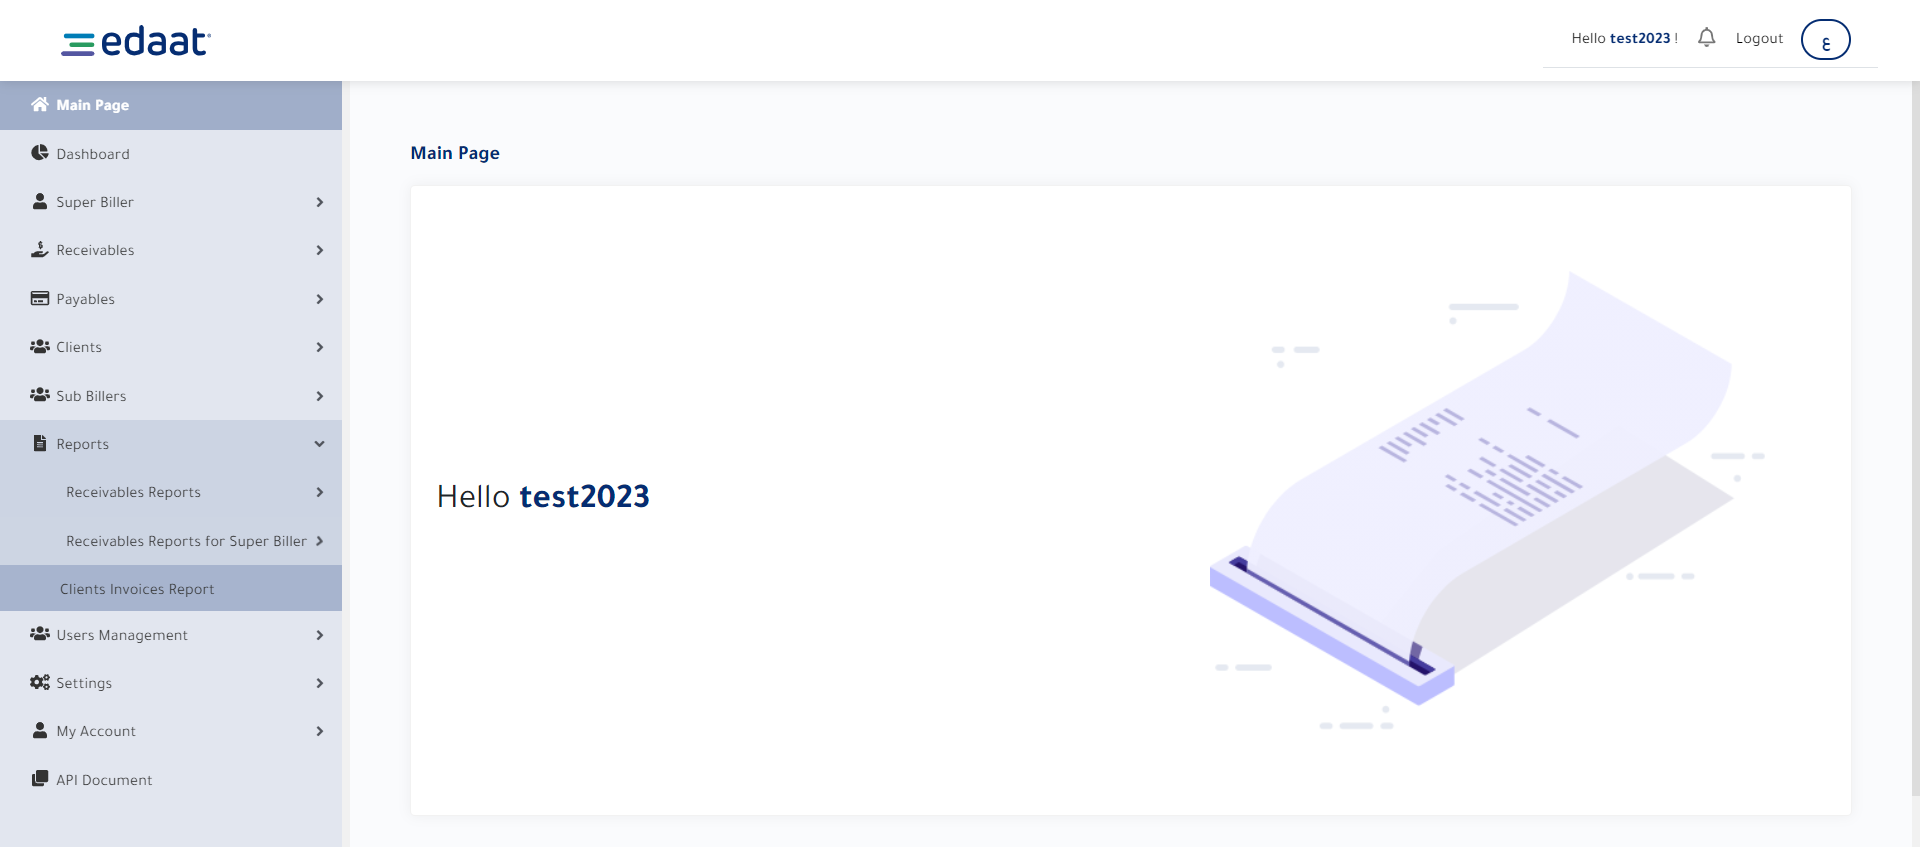 edaat
Hello test2023 !
Logout
ع
Main Page
Dashboard
Super Biller
Receivables
Payables
Clients
Sub Billers
Reports
Receivables Reports
Receivables Reports for Super Biller
Clients Invoices Report
Users Management
Settings
My Account
API Document
Main Page
Hello test2023